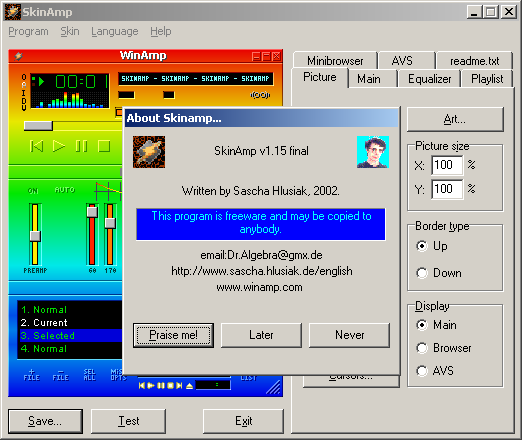 SkinAmp
Program Skin Language Help
WinAmp
OAIDV
00:01
SKINAMP - SKINAMP - SKINAMP - SKINAMP
Minibrowser AVS readme.txt
Picture Main Equalizer Playlist
About Skinamp...
SkinAmp v1.15 final
Written by Sascha Hlusiak, 2002.
This program is freeware and may be copied to
anybody.
email:Dr.Algebra@gmx.de
http://www.sascha.hlusiak.de/english
www.winamp.com
Praise me! Later Never
Art...
Picture size
X: 100 %
Y: 100 %
Border type
Up
Down
Display
Main
Browser
AVS
ON AUTO
PREAMP 60 170
1. Normal
2. Current
3. Selected
4. Normal
+ FILE - FILE SEL ALL MISC OPTS LIST
Cursors...
Save... Test Exit